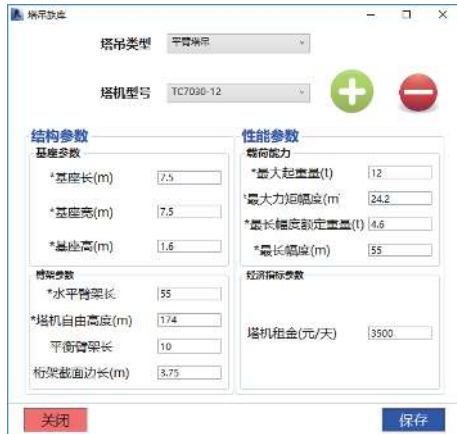 塔吊族库
塔吊类型 平臂塔吊
塔机型号 TC7030-12
结构参数
基座参数
*基座长(m) 7.5
*基座宽(m) 7.5
*基座高(m) 1.6
臂架参数
*水平臂架长 55
*塔机自由高度(m) 174
平衡臂架长 10
桁架截面边长(m) 3.75
性能参数
载荷能力
*最大起重量(t) 12
*最大力矩幅度(m 24.2
*最长幅度额定重量(t) 4.6
*最长幅度(m) 55
经济指标参数
塔机租金(元/天) 3500
关闭
保存